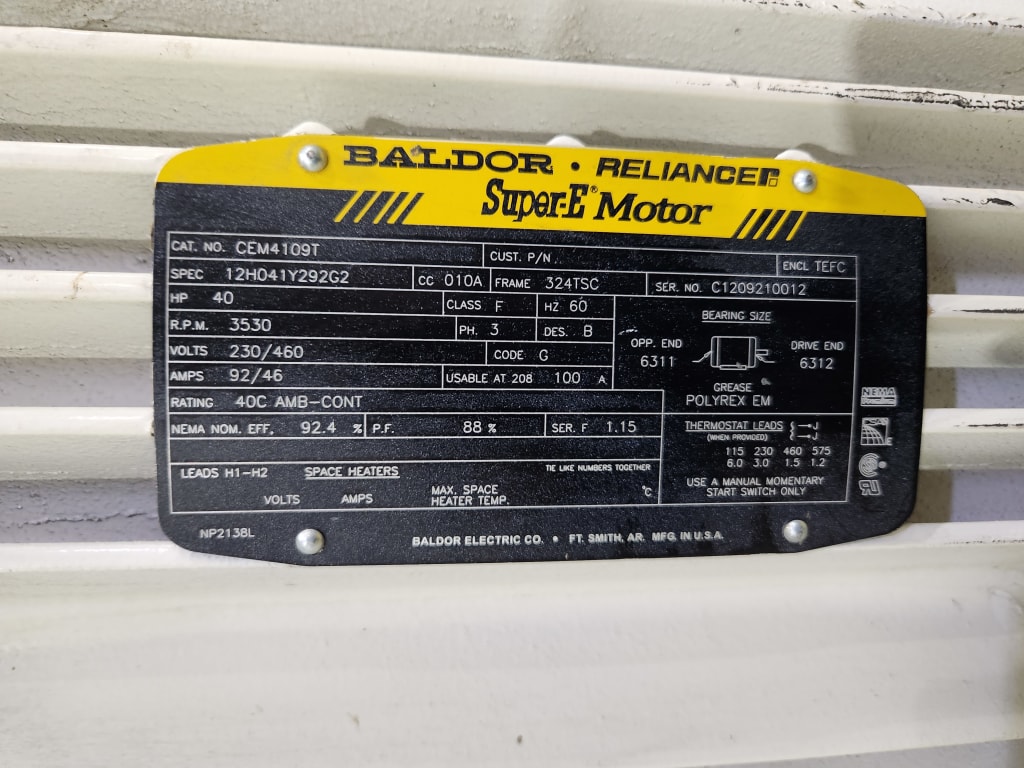 BALDOR • RELIANCE
Super-E® Motor
CAT. NO. CEM4109T CUST. P/N ENCL TEFC
SPEC 12H041Y292G2 CC 010A FRAME 324TSC SER. NO. C1209210012
HP 40 CLASS F HZ 60 BEARING SIZE
R.P.M. 3530 PH. 3 DES. B OPP. END DRIVE END
VOLTS 230/460 CODE G 6311 6312
AMPS 92/46 USABLE AT 208 100 A GREASE
RATING 40C AMB-CONT POLYREX EM
NEMA NOM. EFF. 92.4 % P.F. 88 % SER. F 1.15 THERMOSTAT LEADS J
(WHEN PROVIDED) J
115 230 460 575
6.0 3.0 1.5 1.2
LEADS H1-H2 SPACE HEATERS TIE LIKE NUMBERS TOGETHER
USE A MANUAL MOMENTARY
START SWITCH ONLY
VOLTS AMPS MAX. SPACE
HEATER TEMP. °C
NEMA
Premium
E
NP2138L BALDOR ELECTRIC CO. • FT. SMITH, AR. MFG. IN U.S.A.